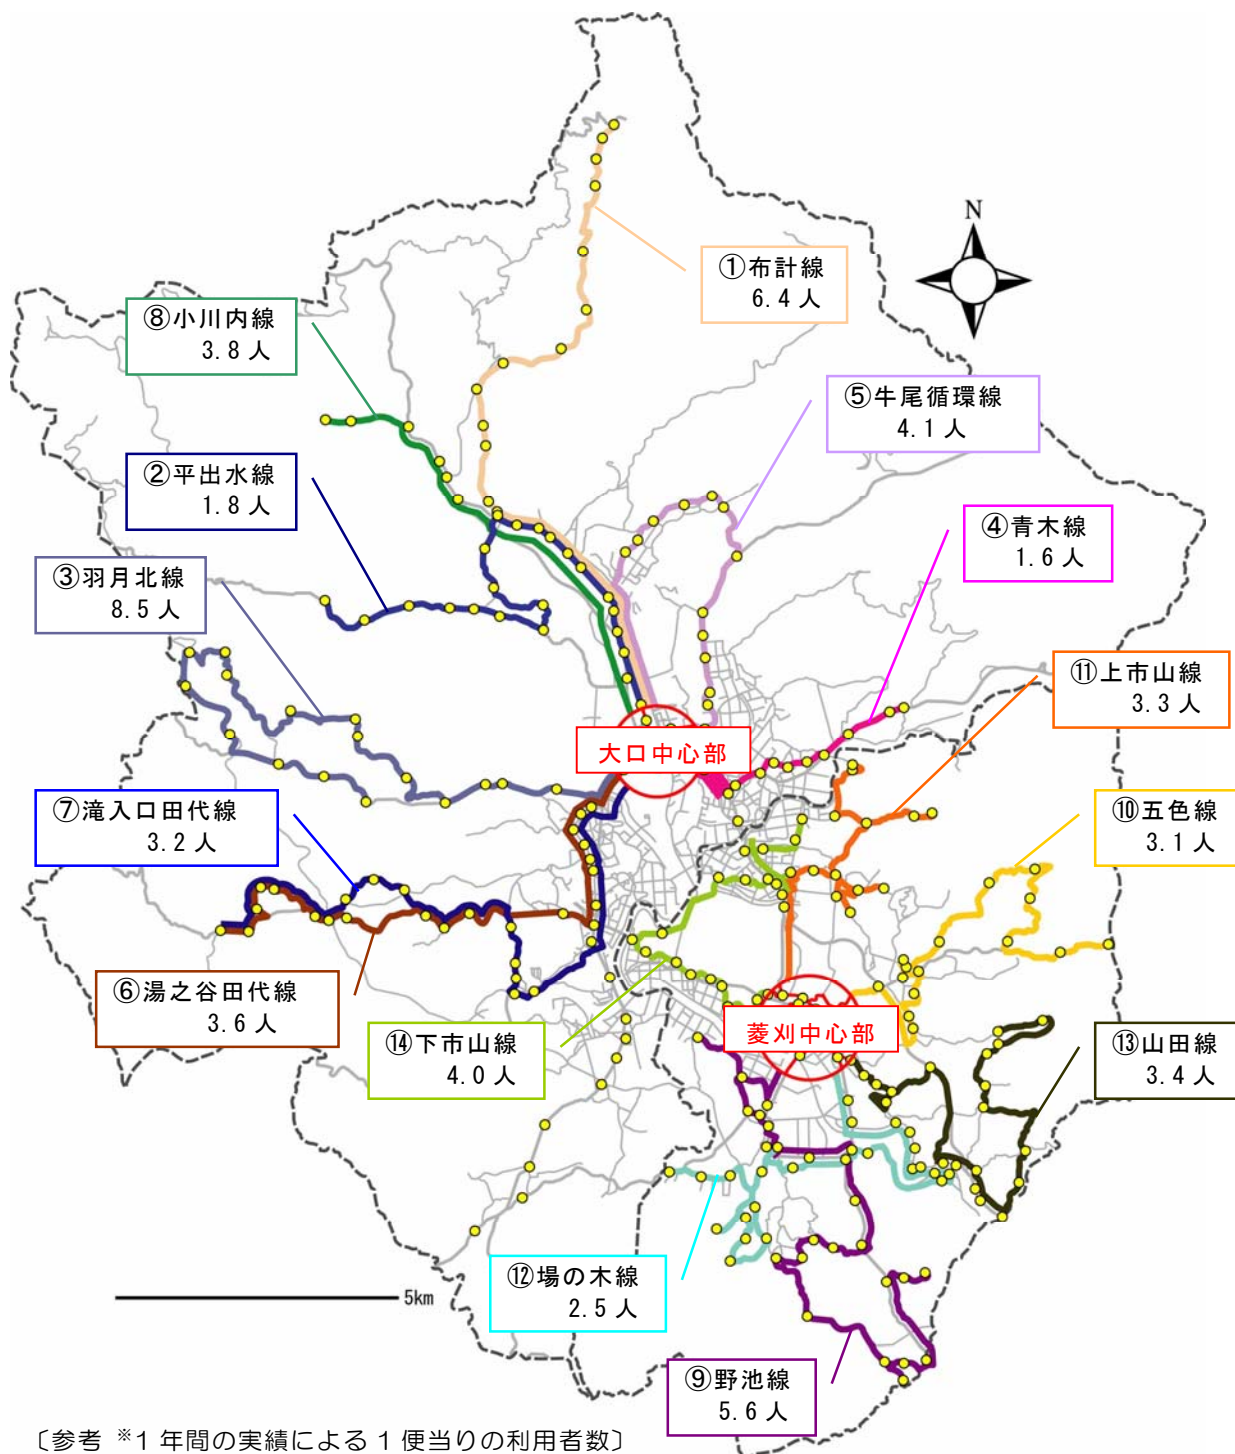 N
①布計線
6.4 人
⑧小川内線
3.8 人
⑤牛尾循環線
4.1 人
②平出水線
1.8 人
④青木線
1.6 人
③羽月北線
8.5 人
⑪上市山線
3.3 人
大口中心部
⑦滝入口田代線
3.2 人
⑩五色線
3.1 人
⑥湯之谷田代線
3.6 人
⑭下市山線
4.0 人
菱刈中心部
⑬山田線
3.4 人
⑫場の木線
2.5 人
5km
⑨野池線
5.6 人
〔参考 ※1 年間の実績による 1 便当りの利用者数〕